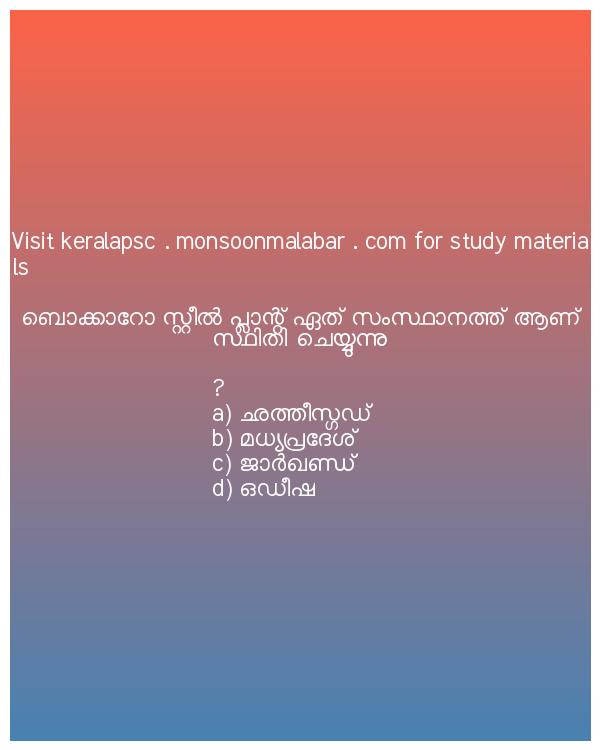 Visit keralapsc . monsoonmalabar . com for study materia
ls
ബൊക്കാറോ സ്റ്റീൽ പ്ലാന്റ് ഏത് സംസ്ഥാനത്ത് ആണ്
സ്ഥിതി ചെയ്യുന്നു
?
a) ഛത്തീസ്ഗഡ്
b) മധ്യപ്രദേശ്
c) ജാർഖണ്ഡ്
d) ഒഡീഷ